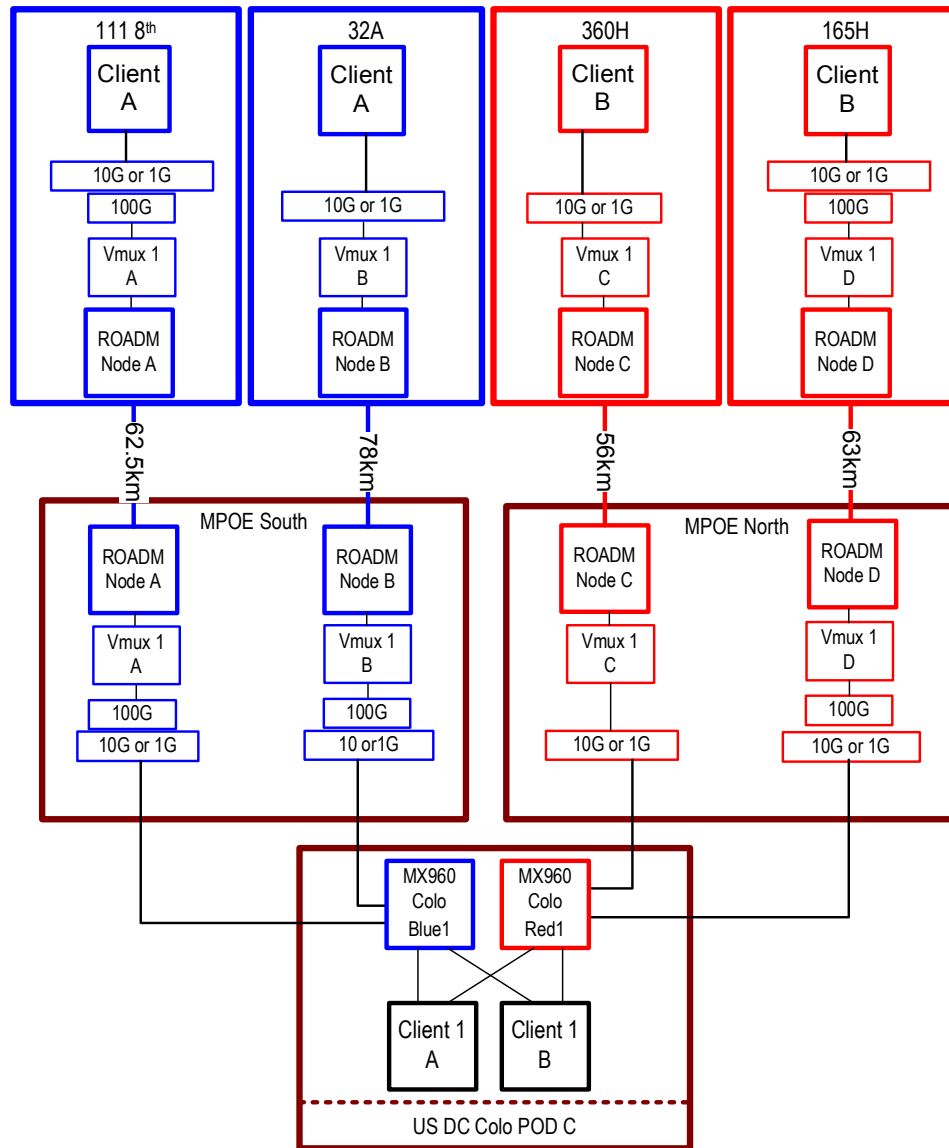 111 8th
32A
360H
165H
Client
A
Client
A
Client
B
Client
B
10G or 1G
100G
10G or 1G
10G or 1G
10G or 1G
100G
Vmux 1
A
Vmux 1
B
Vmux 1
C
Vmux 1
D
ROADM
Node A
ROADM
Node B
ROADM
Node C
ROADM
Node D
62.5km
78km
56km
63km
MPOE South
MPOE North
ROADM
Node A
ROADM
Node B
ROADM
Node C
ROADM
Node D
Vmux 1
A
Vmux 1
B
Vmux 1
C
Vmux 1
D
100G
100G
100G
10G or 1G
10 or1G
10G or 1G
10G or 1G
MX960
Colo
Blue1
MX960
Colo
Red1
Client 1
A
Client 1
B
US DC Colo POD C